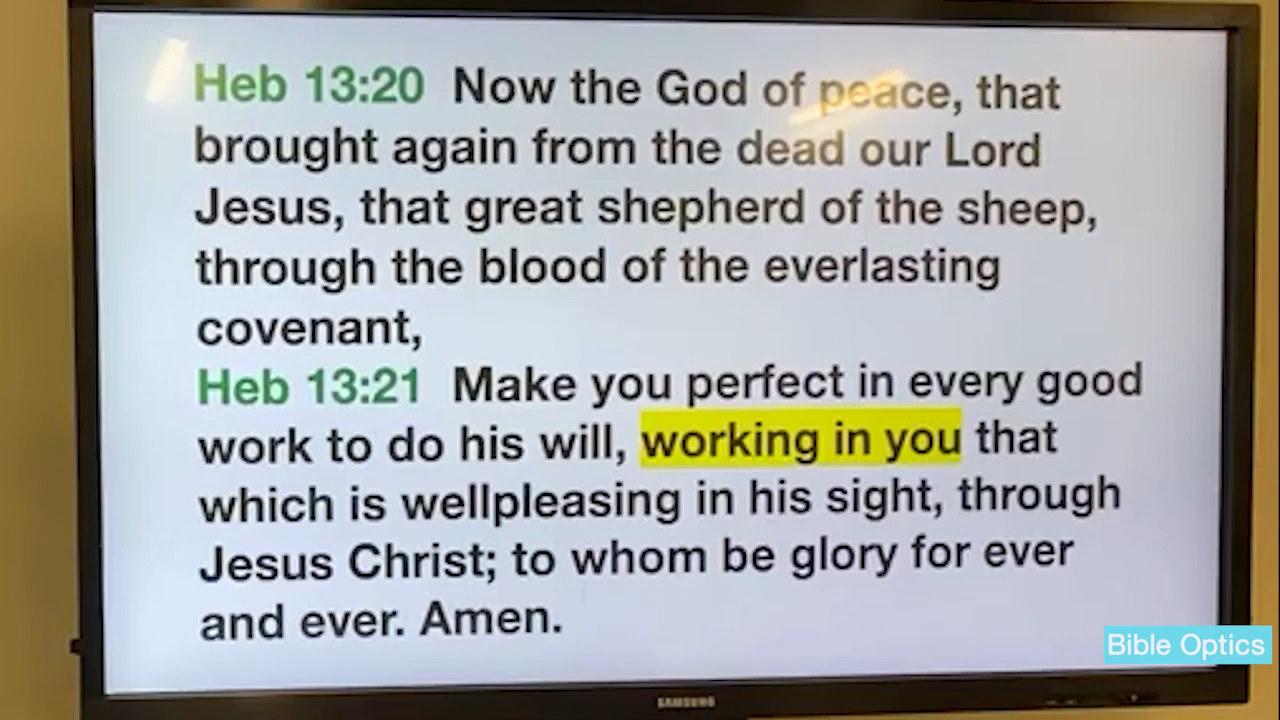 Heb 13:20 Now the God of peace, that
brought again from the dead our Lord
Jesus, that great shepherd of the sheep,
through the blood of the everlasting
covenant,
Heb 13:21 Make you perfect in every good
work to do his will, working in you that
which is wellpleasing in his sight, through
Jesus Christ; to whom be glory for ever
and ever. Amen.
Bible Optics
SAMSUNG